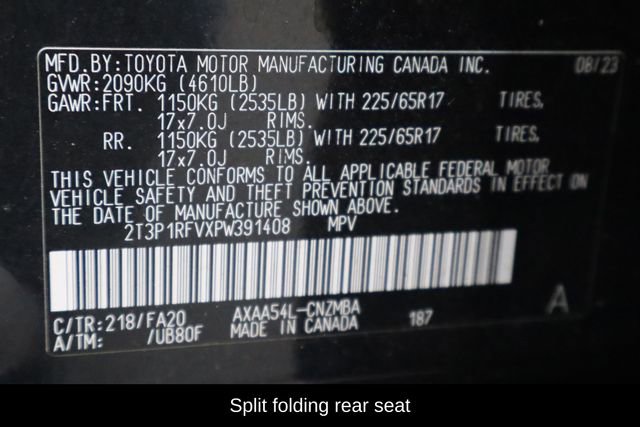 MFD.BY:TOYOTA MOTOR MANUFACTURING CANADA INC. 08/23
GVWR:2090KG (4610LB)
GAWR:FRT. 1150KG (2535LB) WITH 225/65R17 TIRES,
17x7.0J RIMS.
RR. 1150KG (2535LB) WITH 225/65R17 TIRES,
17x7.0J RIMS.
THIS VEHICLE CONFORMS TO ALL APPLICABLE FEDERAL MOTOR
VEHICLE SAFETY AND THEFT PREVENTION STANDARDS IN EFFECT ON
THE DATE OF MANUFACTURE SHOWN ABOVE.
2T3P1RFVXPW391408 MPV
C/TR:218/FA20 AXAA54L-CNZMBA 187 A
A/TM: /UB80F MADE IN CANADA
Split folding rear seat